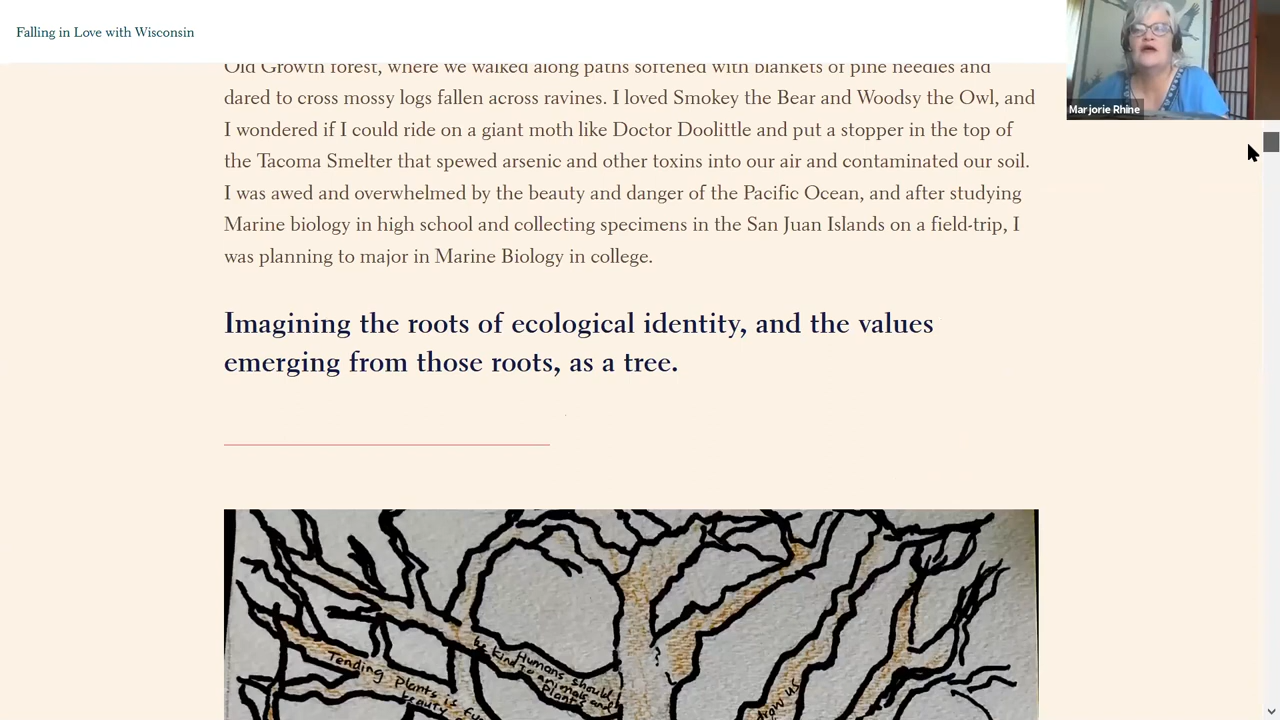 Falling in Love with Wisconsin
Marjorie Rhine
Old Growth forest, where we walked along paths softened with blankets of pine needles and
dared to cross mossy logs fallen across ravines. I loved Smokey the Bear and Woodsy the Owl, and
I wondered if I could ride on a giant moth like Doctor Doolittle and put a stopper in the top of
the Tacoma Smelter that spewed arsenic and other toxins into our air and contaminated our soil.
I was awed and overwhelmed by the beauty and danger of the Pacific Ocean, and after studying
Marine biology in high school and collecting specimens in the San Juan Islands on a field-trip, I
was planning to major in Marine Biology in college.
Imagining the roots of ecological identity, and the values
emerging from those roots, as a tree.
Humans should
be kind to animals and
plants
Tending plants is fun
beauty